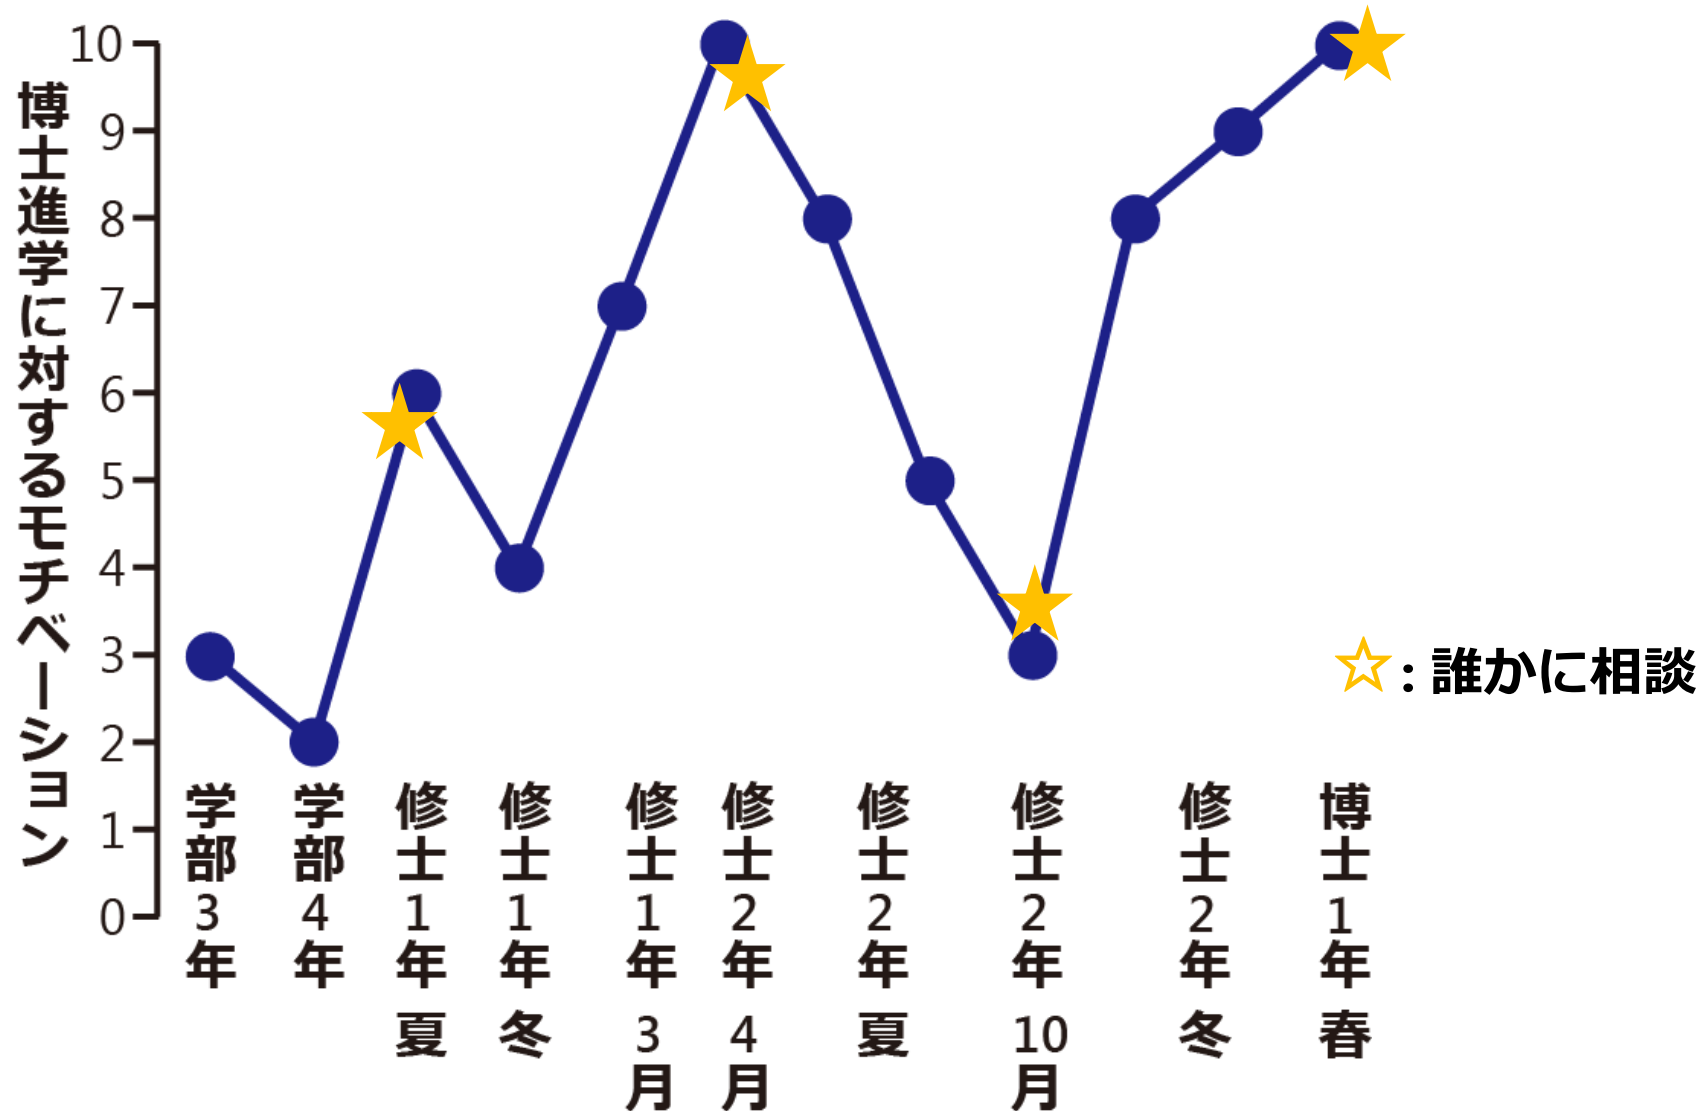 博士進学に対するモチベーション
10
9
8
7
6
5
4
3
2
1
0
学部3年
学部4年
修士1年夏
修士1年冬
修士1年3月
修士2年4月
修士2年夏
修士2年10月
修士2年冬
博士1年春
☆:誰かに相談